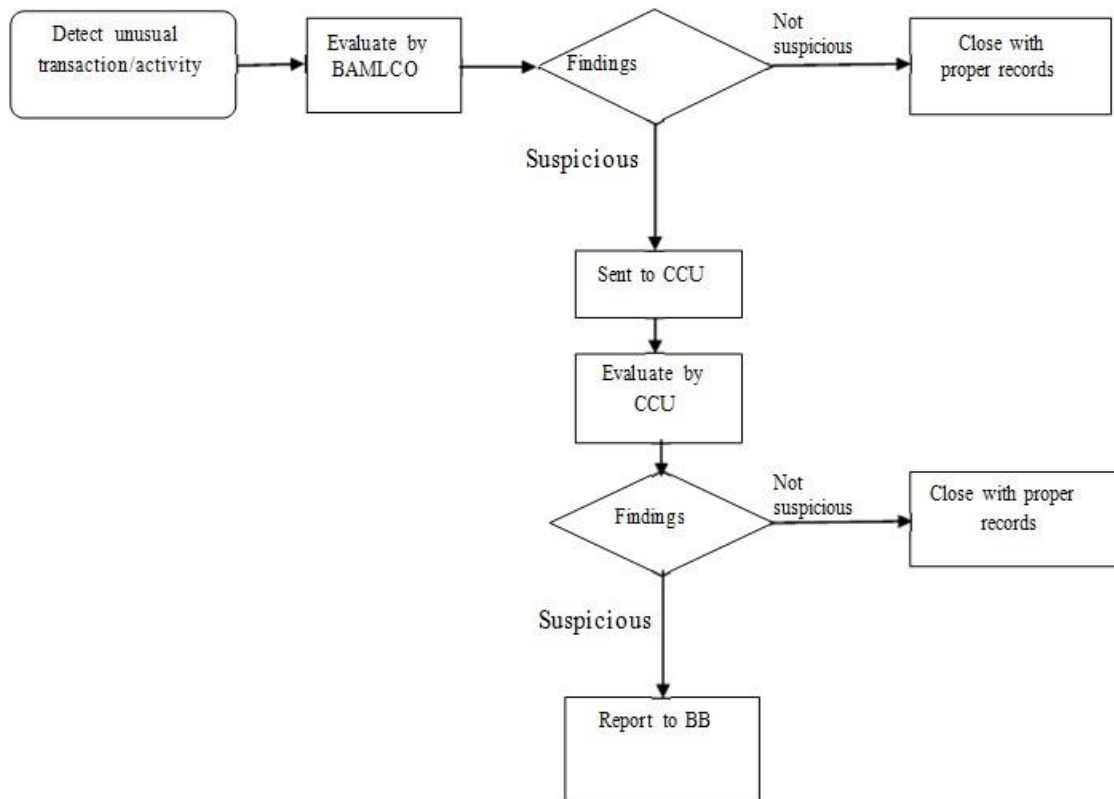 Detect unusual
transaction/activity
Evaluate by
BAMLCO
Findings
Not
suspicious
Close with
proper records
Suspicious
Sent to CCU
Evaluate by
CCU
Findings
Not
suspicious
Close with proper
records
Suspicious
Report to BB